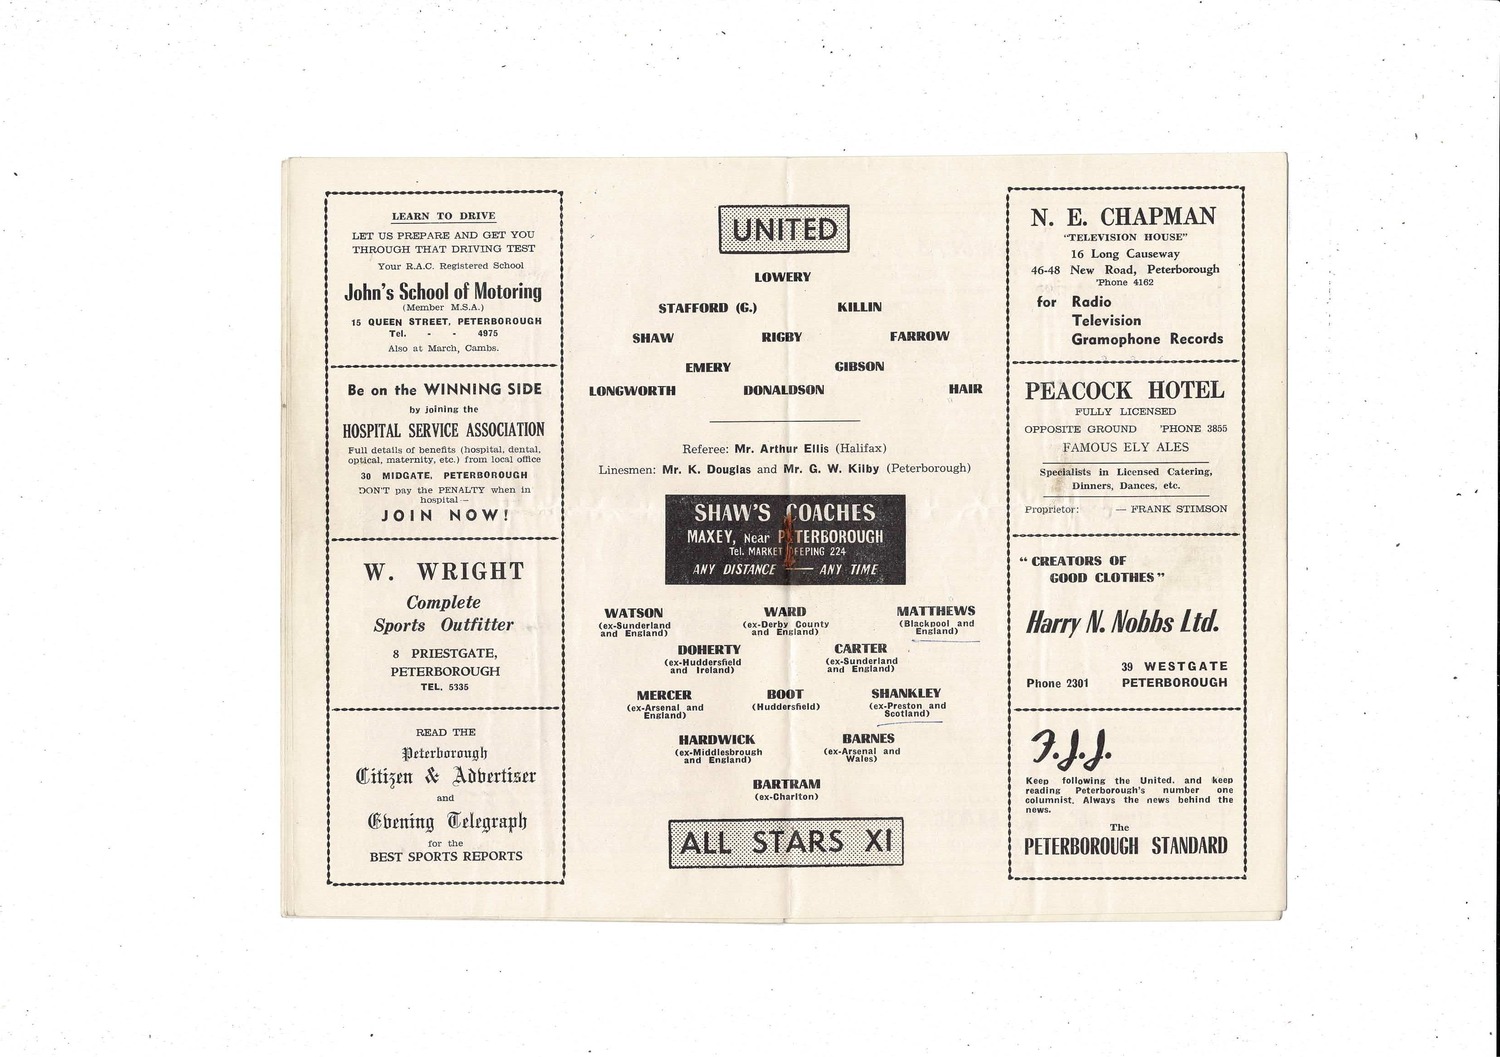 LEARN TO DRIVE
LET US PREPARE AND GET YOU
THROUGH THAT DRIVING TEST
Your R.A.C. Registered School
John's School of Motoring
(Member M.S.A.)
15 QUEEN STREET, PETERBOROUGH
Tel. - - 4975
Also at March, Cambs.
Be on the WINNING SIDE
by joining the
HOSPITAL SERVICE ASSOCIATION
Full details of benefits (hospital, dental,
optical, maternity, etc.) from local office
30 MIDGATE, PETERBOROUGH
DON'T pay the PENALTY when in
hospital —
JOIN NOW!
W. WRIGHT
Complete
Sports Outfitter
8 PRIESTGATE,
PETERBOROUGH
TEL. 5335
READ THE
Peterborough
Citizen & Advertiser
and
Evening Telegraph
for the
BEST SPORTS REPORTS
UNITED
LOWERY
STAFFORD (G.) KILLIN
SHAW RIGBY FARROW
EMERY GIBSON
LONGWORTH DONALDSON HAIR
Referee: Mr. Arthur Ellis (Halifax)
Linesmen: Mr. K. Douglas and Mr. G. W. Kilby (Peterborough)
SHAW'S COACHES
MAXEY, Near PETERBOROUGH
Tel. MARKET DEEPING 224
ANY DISTANCE — ANY TIME
WATSON WARD MATTHEWS
(ex-Sunderland (ex-Derby County (Blackpool and
and England) and England) England)
DOHERTY CARTER
(ex-Huddersfield (ex-Sunderland
and Ireland) and England)
MERCER BOOT SHANKLEY
(ex-Arsenal and (Huddersfield) (ex-Preston and
England) Scotland)
HARDWICK BARNES
(ex-Middlesbrough (ex-Arsenal and
and England) Wales)
BARTRAM
(ex-Charlton)
ALL STARS XI
N. E. CHAPMAN
"TELEVISION HOUSE"
16 Long Causeway
46-48 New Road, Peterborough
'Phone 4162
for Radio
Television
Gramophone Records
PEACOCK HOTEL
FULLY LICENSED
OPPOSITE GROUND 'PHONE 3855
FAMOUS ELY ALES
Specialists in Licensed Catering,
Dinners, Dances, etc.
Proprietor: — FRANK STIMSON
"CREATORS OF
GOOD CLOTHES"
Harry N. Nobbs Ltd.
39 WESTGATE
Phone 2301 PETERBOROUGH
F.J.J.
Keep following the United. and keep
reading Peterborough's number one
columnist. Always the news behind the
news.
The
PETERBOROUGH STANDARD